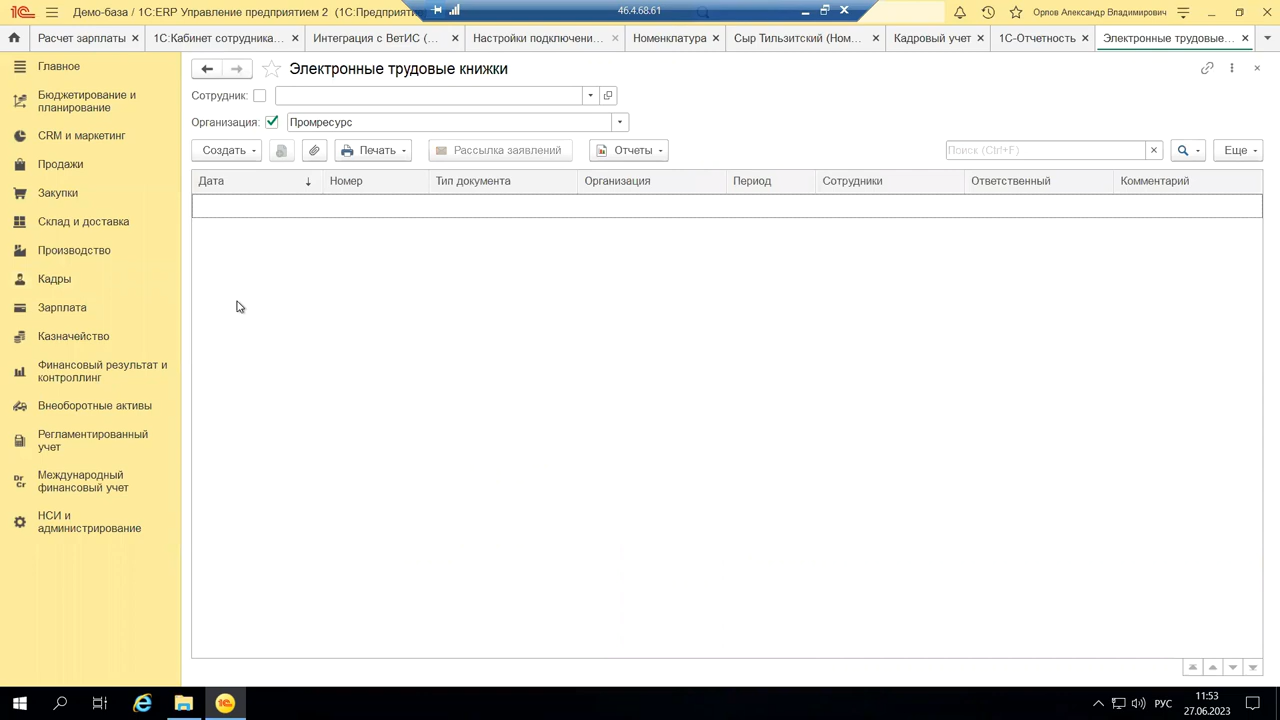 Демо-база / 1С:ERP Управление предприятием 2 (1С:Предприяти
46.4.68.61
Орлов Александр Владимирович
Расчет зарплаты
1С:Кабинет сотрудника...
Интеграция с ВетИС (...
Настройки подключени...
Номенклатура
Сыр Тильзитский (Ном...
Кадровый учет
1С-Отчетность
Электронные трудовые...
Главное
Бюджетирование и
планирование
CRM и маркетинг
Продажи
Закупки
Склад и доставка
Производство
Кадры
Зарплата
Казначейство
Финансовый результат и
контроллинг
Внеоборотные активы
Регламентированный
учет
Международный
финансовый учет
НСИ и
администрирование
Электронные трудовые книжки
Сотрудник:
Организация: Промресурс
Создать Печать Рассылка заявлений Отчеты Поиск (Ctrl+F) Еще
Дата Номер Тип документа Организация Период Сотрудники Ответственный Комментарий
РУС
11:53
27.06.2023